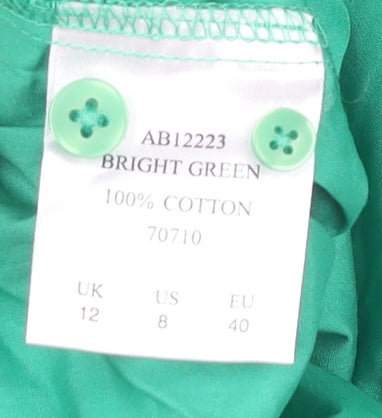 AB12223
BRIGHT GREEN
100% COTTON
70710
UK US EU
12 8 40